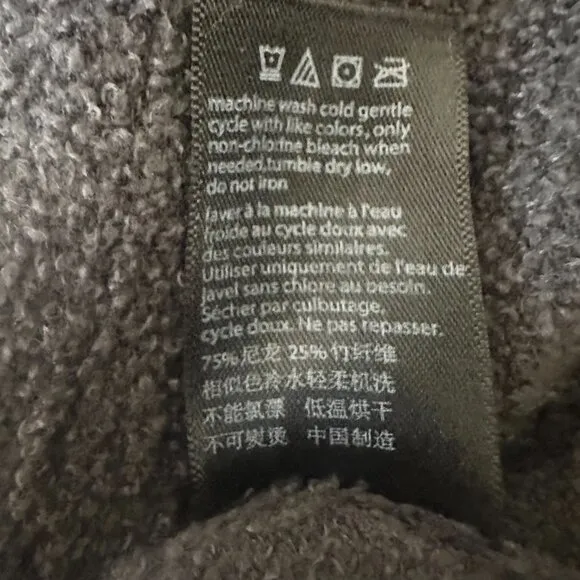 machine wash cold gentle
cycle with like colors, only
non-chlorine bleach when
needed.tumble dry low,
do not iron
laver à la machine à l'eau
froide au cycle doux avec
des couleurs similaires.
Utiliser uniquement de l'eau de
javel sans chlore au besoin.
Sécher par culbutage,
cycle doux. Ne pas repasser.
75%尼龙 25%竹纤维
相似色冷水轻柔机洗
不能氯漂 低温烘干
不可熨烫 中国制造